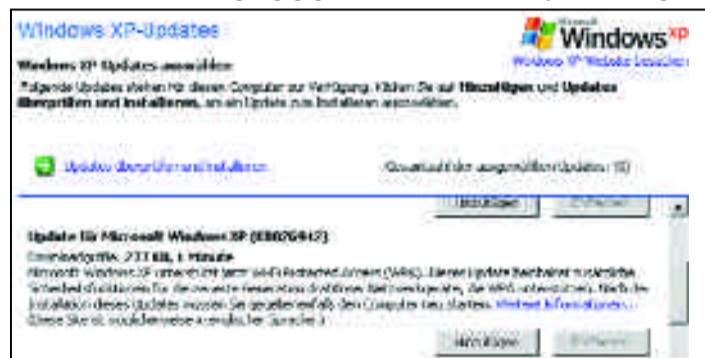 Windows XP-Updates
Microsoft
Windows xp
Windows XP Updates auswählen
Windows XP-Website besuchen
Folgende Updates stehen für diesen Computer zur Verfügung. Klicken Sie auf Hinzufügen und Updates
überprüfen und installieren, um ein Update zum Installieren auszuwählen.
Updates überprüfen und installieren
Gesamtzahl der ausgewählten Updates:
Hinzufügen Entfernen
Update für Microsoft Windows XP (KB826942)
Downloadgröße: 277 KB, 1 Minute
Microsoft Windows XP unterstützt jetzt Wi-Fi Protected Access (WPA). Dieses Update beinhaltet zusätzliche
Sicherheitsfunktionen für die neueste Generation drahtloser Netzwerkgeräte, die WPA unterstützen. Nach der
Installation dieses Updates müssen Sie gegebenenfalls den Computer neu starten. Weitere Informationen...
(Diese Site ist möglicherweise in englischer Sprache.)
Hinzufügen Entfernen